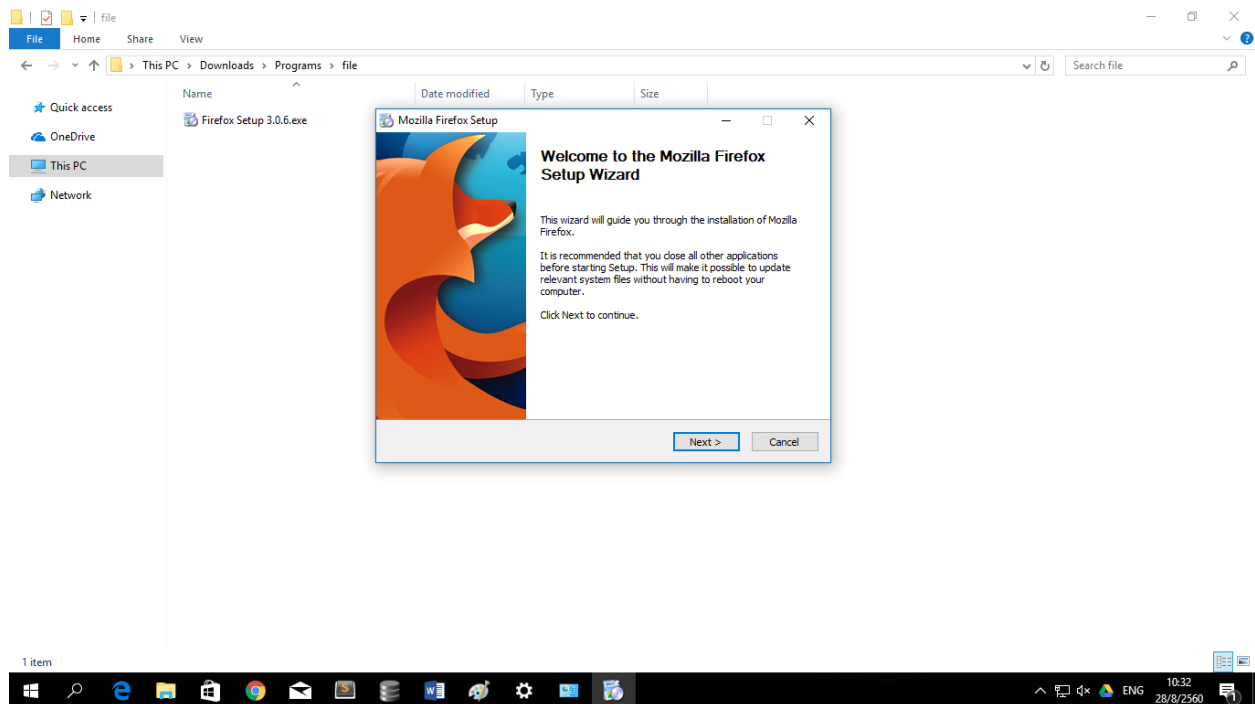 file
File Home Share View
This PC > Downloads > Programs > file
Search file
Name Date modified Type Size
Quick access
OneDrive
This PC
Network
Firefox Setup 3.0.6.exe
Mozilla Firefox Setup
Welcome to the Mozilla Firefox
Setup Wizard
This wizard will guide you through the installation of Mozilla
Firefox.
It is recommended that you close all other applications
before starting Setup. This will make it possible to update
relevant system files without having to reboot your
computer.
Click Next to continue.
Next > Cancel
1 item
ENG
10:32
28/8/2560